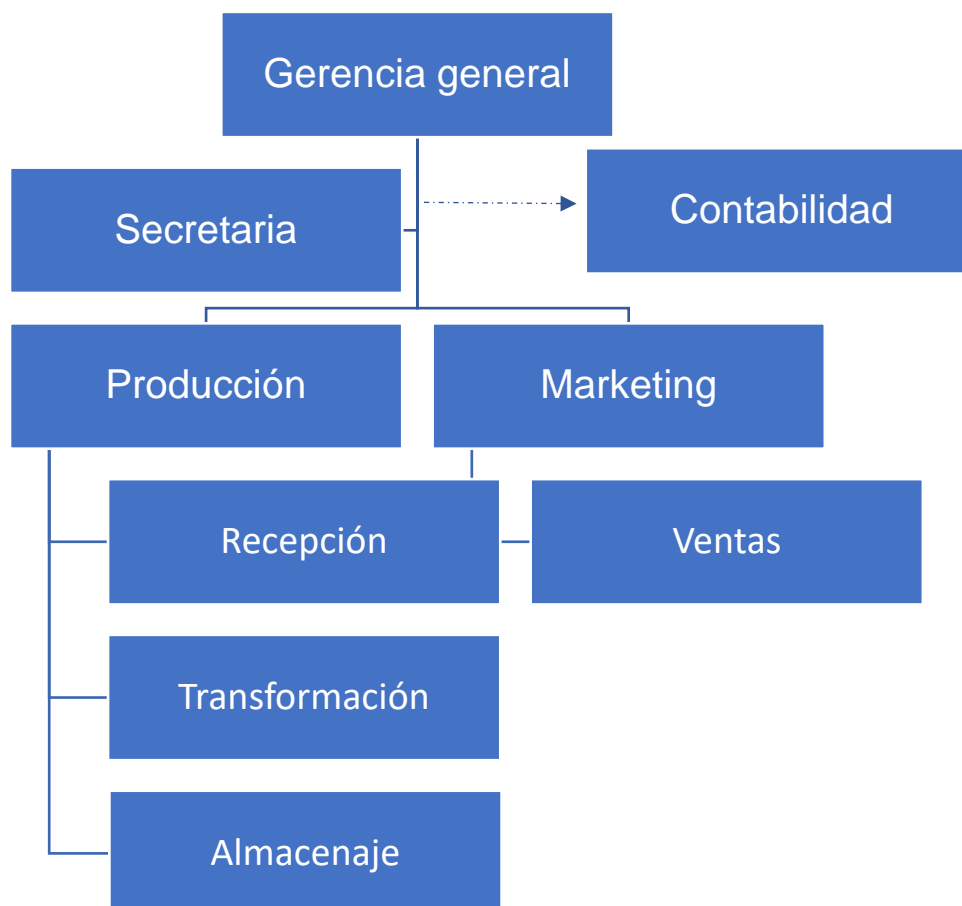 Gerencia general
Secretaria
Contabilidad
Producción
Marketing
Recepción
Ventas
Transformación
Almacenaje